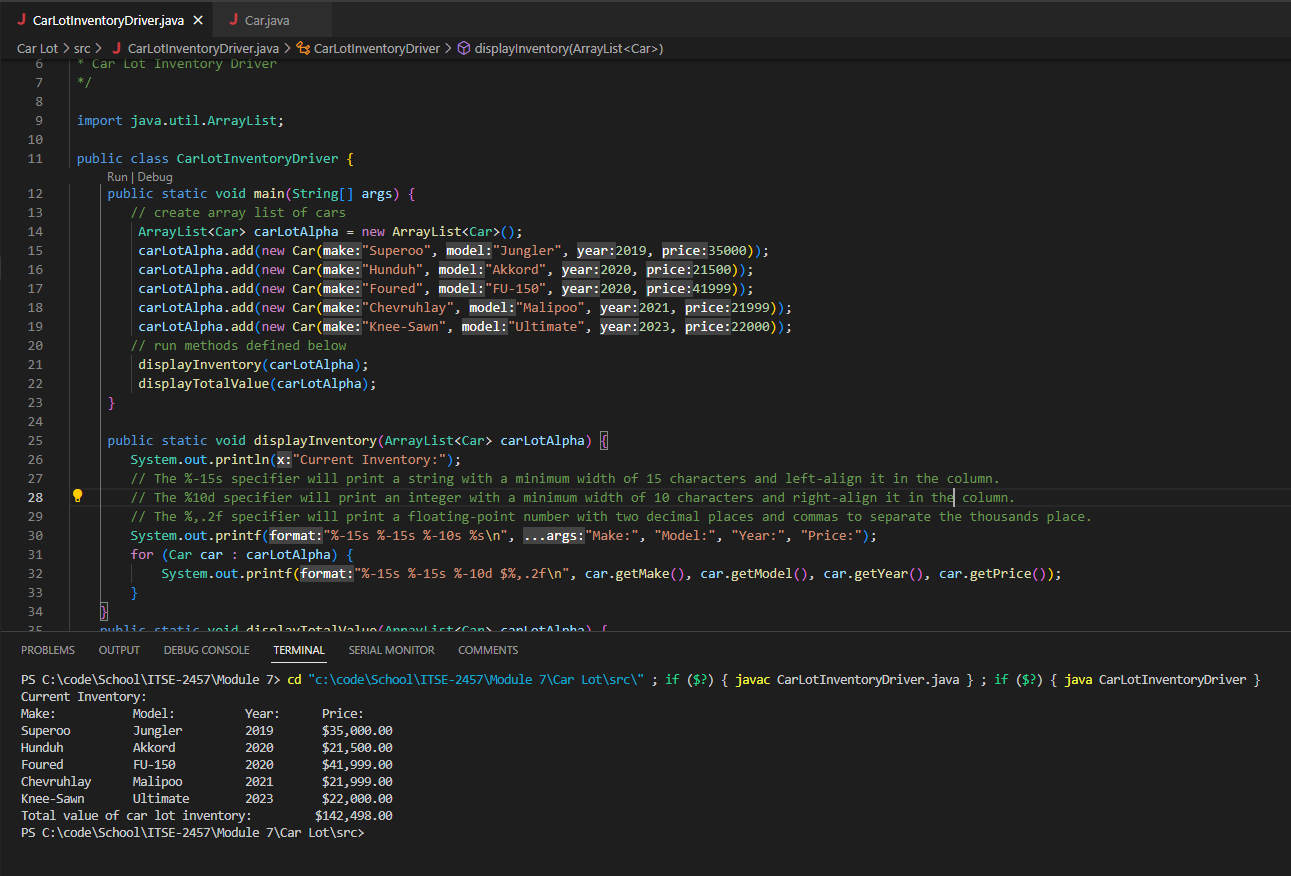 J CarLotInventoryDriver.java × J Car.java
Car Lot > src > J CarLotInventoryDriver.java > CarLotInventoryDriver > displayInventory(ArrayList<Car>)
6 * Car Lot Inventory Driver
7 */
8
9 import java.util.ArrayList;
10
11 public class CarLotInventoryDriver {
Run | Debug
12 public static void main(String[] args) {
13 // create array list of cars
14 ArrayList<Car> carLotAlpha = new ArrayList<Car>();
15 carLotAlpha.add(new Car(make:"Superoo", model:"Jungler", year:2019, price:35000));
16 carLotAlpha.add(new Car(make:"Hunduh", model:"Akkord", year:2020, price:21500));
17 carLotAlpha.add(new Car(make:"Foured", model:"FU-150", year:2020, price:41999));
18 carLotAlpha.add(new Car(make:"Chevruhlay", model:"Malipoo", year:2021, price:21999));
19 carLotAlpha.add(new Car(make:"Knee-Sawn", model:"Ultimate", year:2023, price:22000));
20 // run methods defined below
21 displayInventory(carLotAlpha);
22 displayTotalValue(carLotAlpha);
23 }
24
25 public static void displayInventory(ArrayList<Car> carLotAlpha) {
26 System.out.println(x:"Current Inventory:");
27 // The %-15s specifier will print a string with a minimum width of 15 characters and left-align it in the column.
28 // The %10d specifier will print an integer with a minimum width of 10 characters and right-align it in the column.
29 // The %,.2f specifier will print a floating-point number with two decimal places and commas to separate the thousands place.
30 System.out.printf(format:"%-15s %-15s %-10s %s\n", ...args:"Make:", "Model:", "Year:", "Price:");
31 for (Car car : carLotAlpha) {
32 System.out.printf(format:"%-15s %-15s %-10d $%,.2f\n", car.getMake(), car.getModel(), car.getYear(), car.getPrice());
33 }
34 }
35 public static void displayTotalValue(ArrayList<Car> carLotAlpha) {
PROBLEMS OUTPUT DEBUG CONSOLE TERMINAL SERIAL MONITOR COMMENTS
PS C:\code\School\ITSE-2457\Module 7> cd "c:\code\School\ITSE-2457\Module 7\Car Lot\src\" ; if ($?) { javac CarLotInventoryDriver.java } ; if ($?) { java CarLotInventoryDriver }
Current Inventory:
Make: Model: Year: Price:
Superoo Jungler 2019 $35,000.00
Hunduh Akkord 2020 $21,500.00
Foured FU-150 2020 $41,999.00
Chevruhlay Malipoo 2021 $21,999.00
Knee-Sawn Ultimate 2023 $22,000.00
Total value of car lot inventory: $142,498.00
PS C:\code\School\ITSE-2457\Module 7\Car Lot\src>